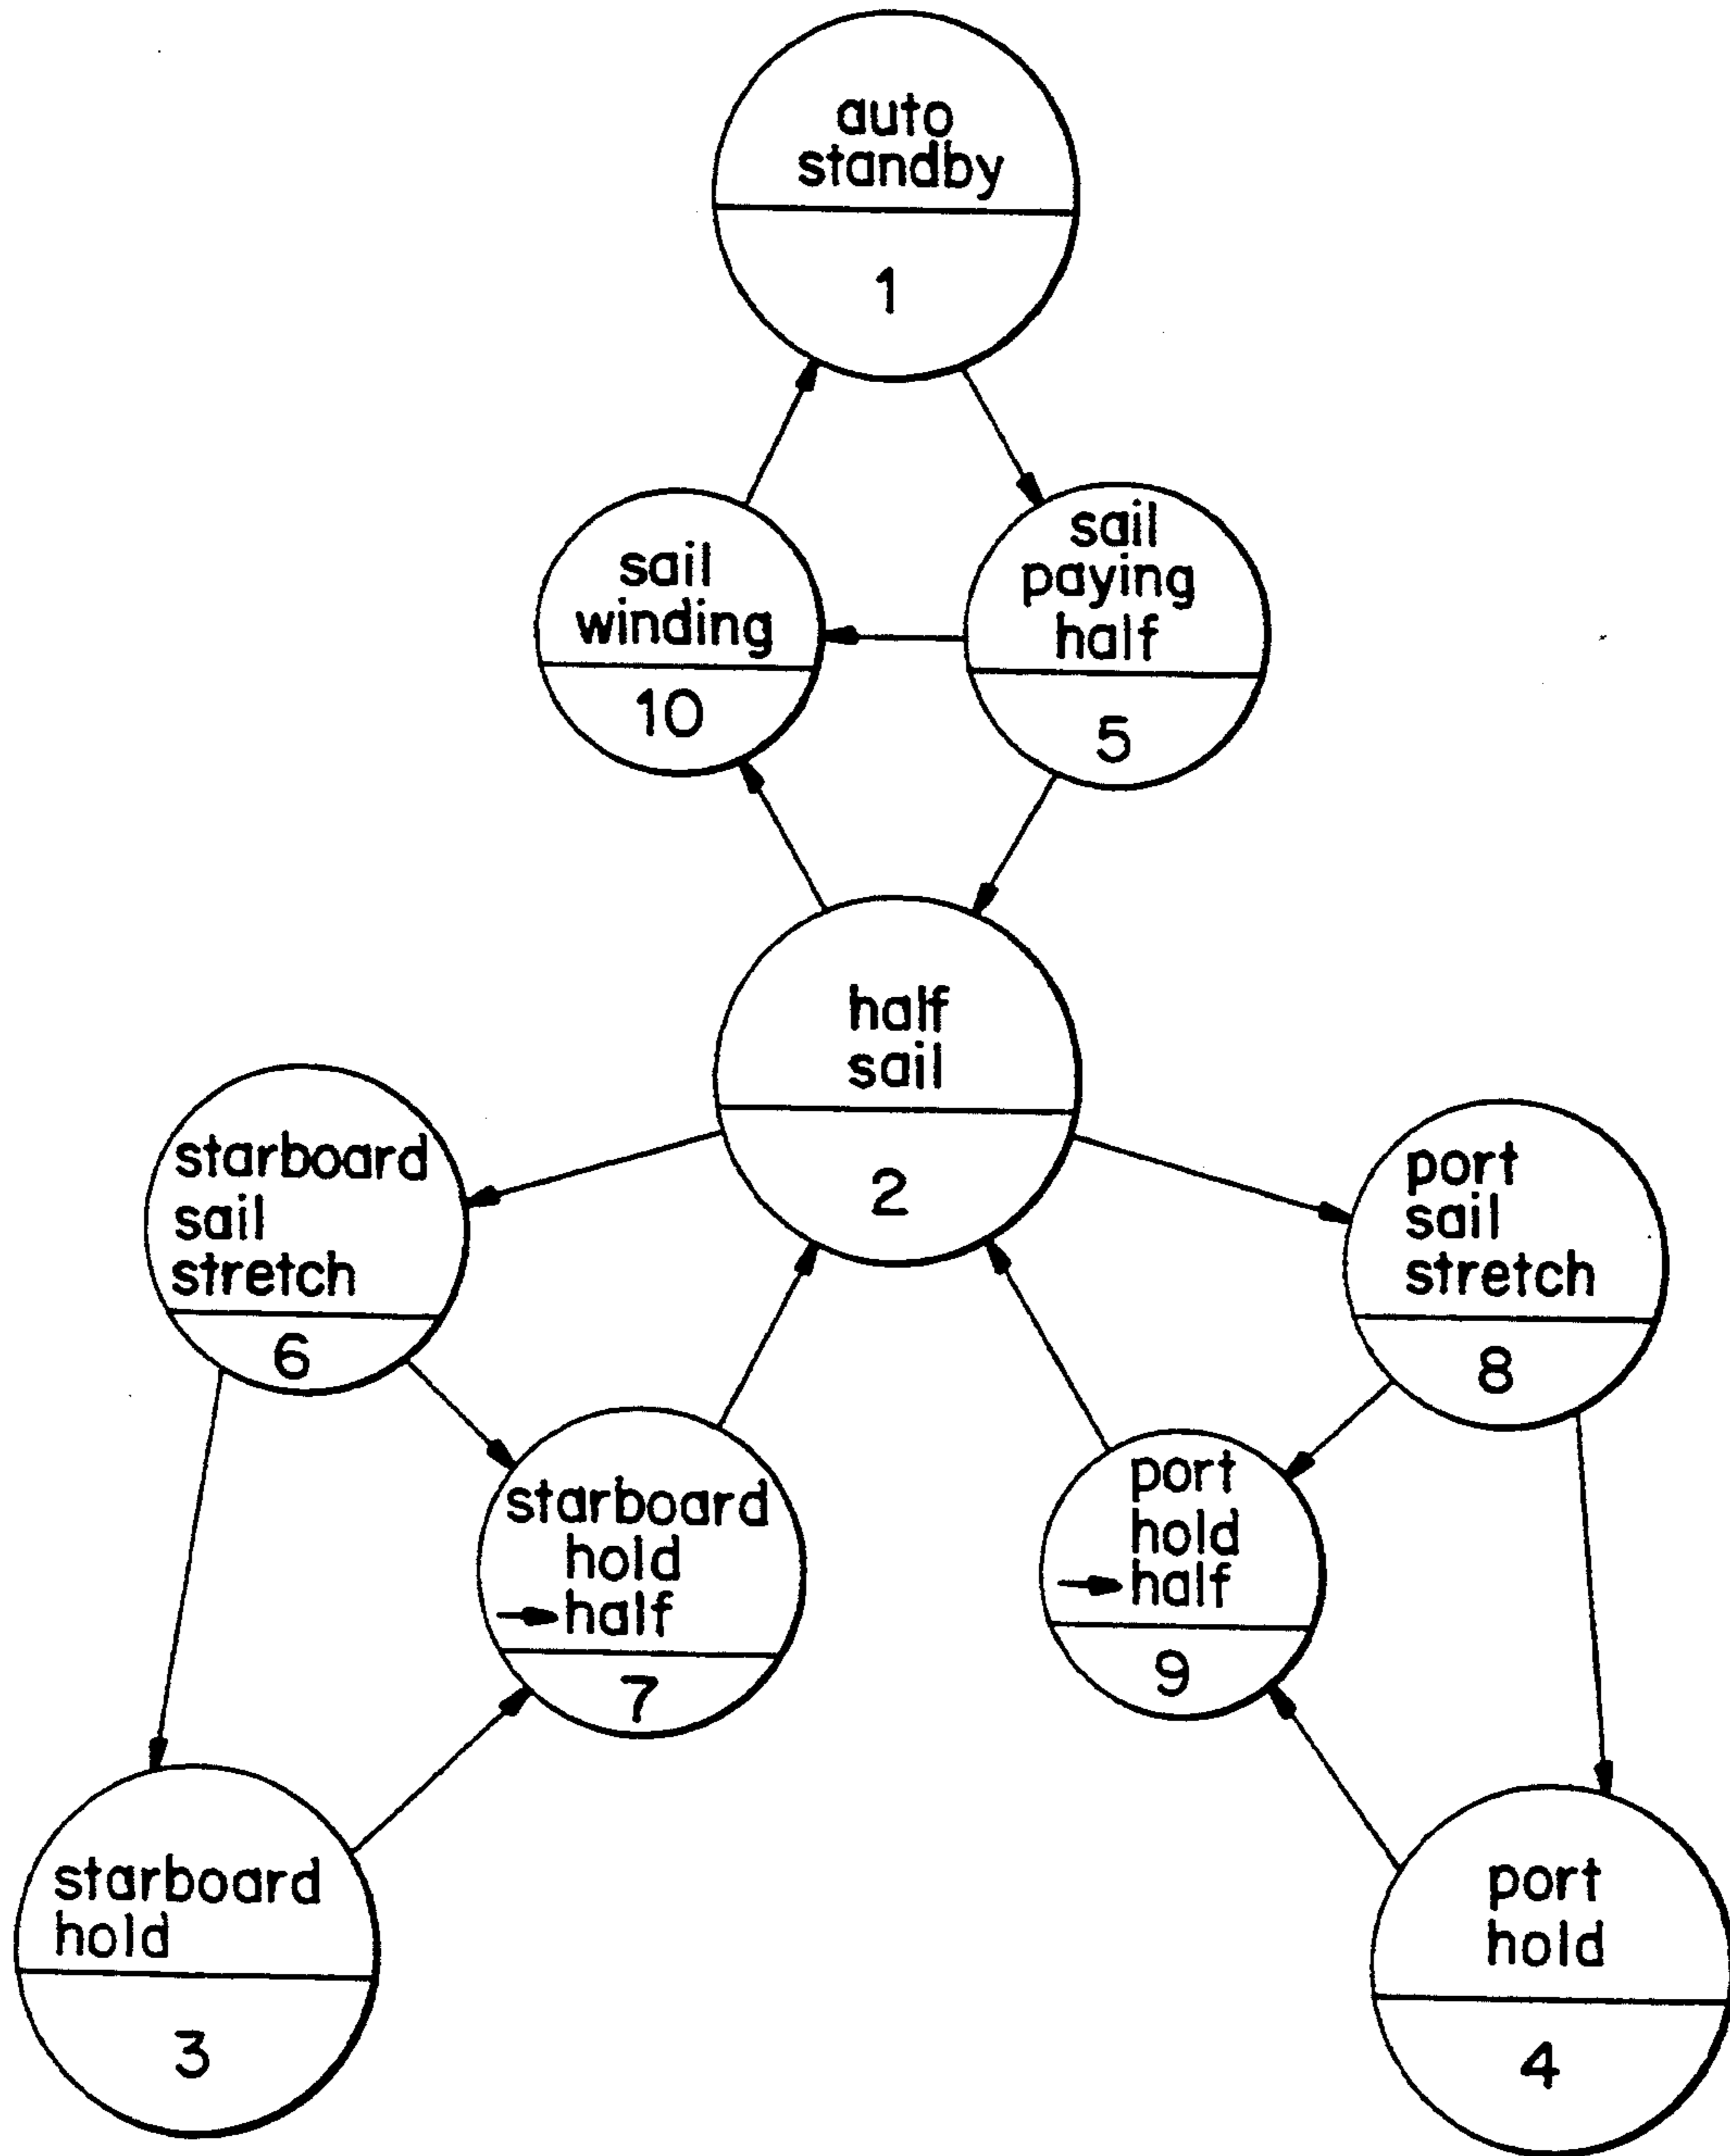 auto
standby
1
sail
winding
10
sail
paying
half
5
half
sail
2
starboard
sail
stretch
6
port
sail
stretch
8
starboard
hold
→half
7
port
hold
→half
9
starboard
hold
3
port
hold
4